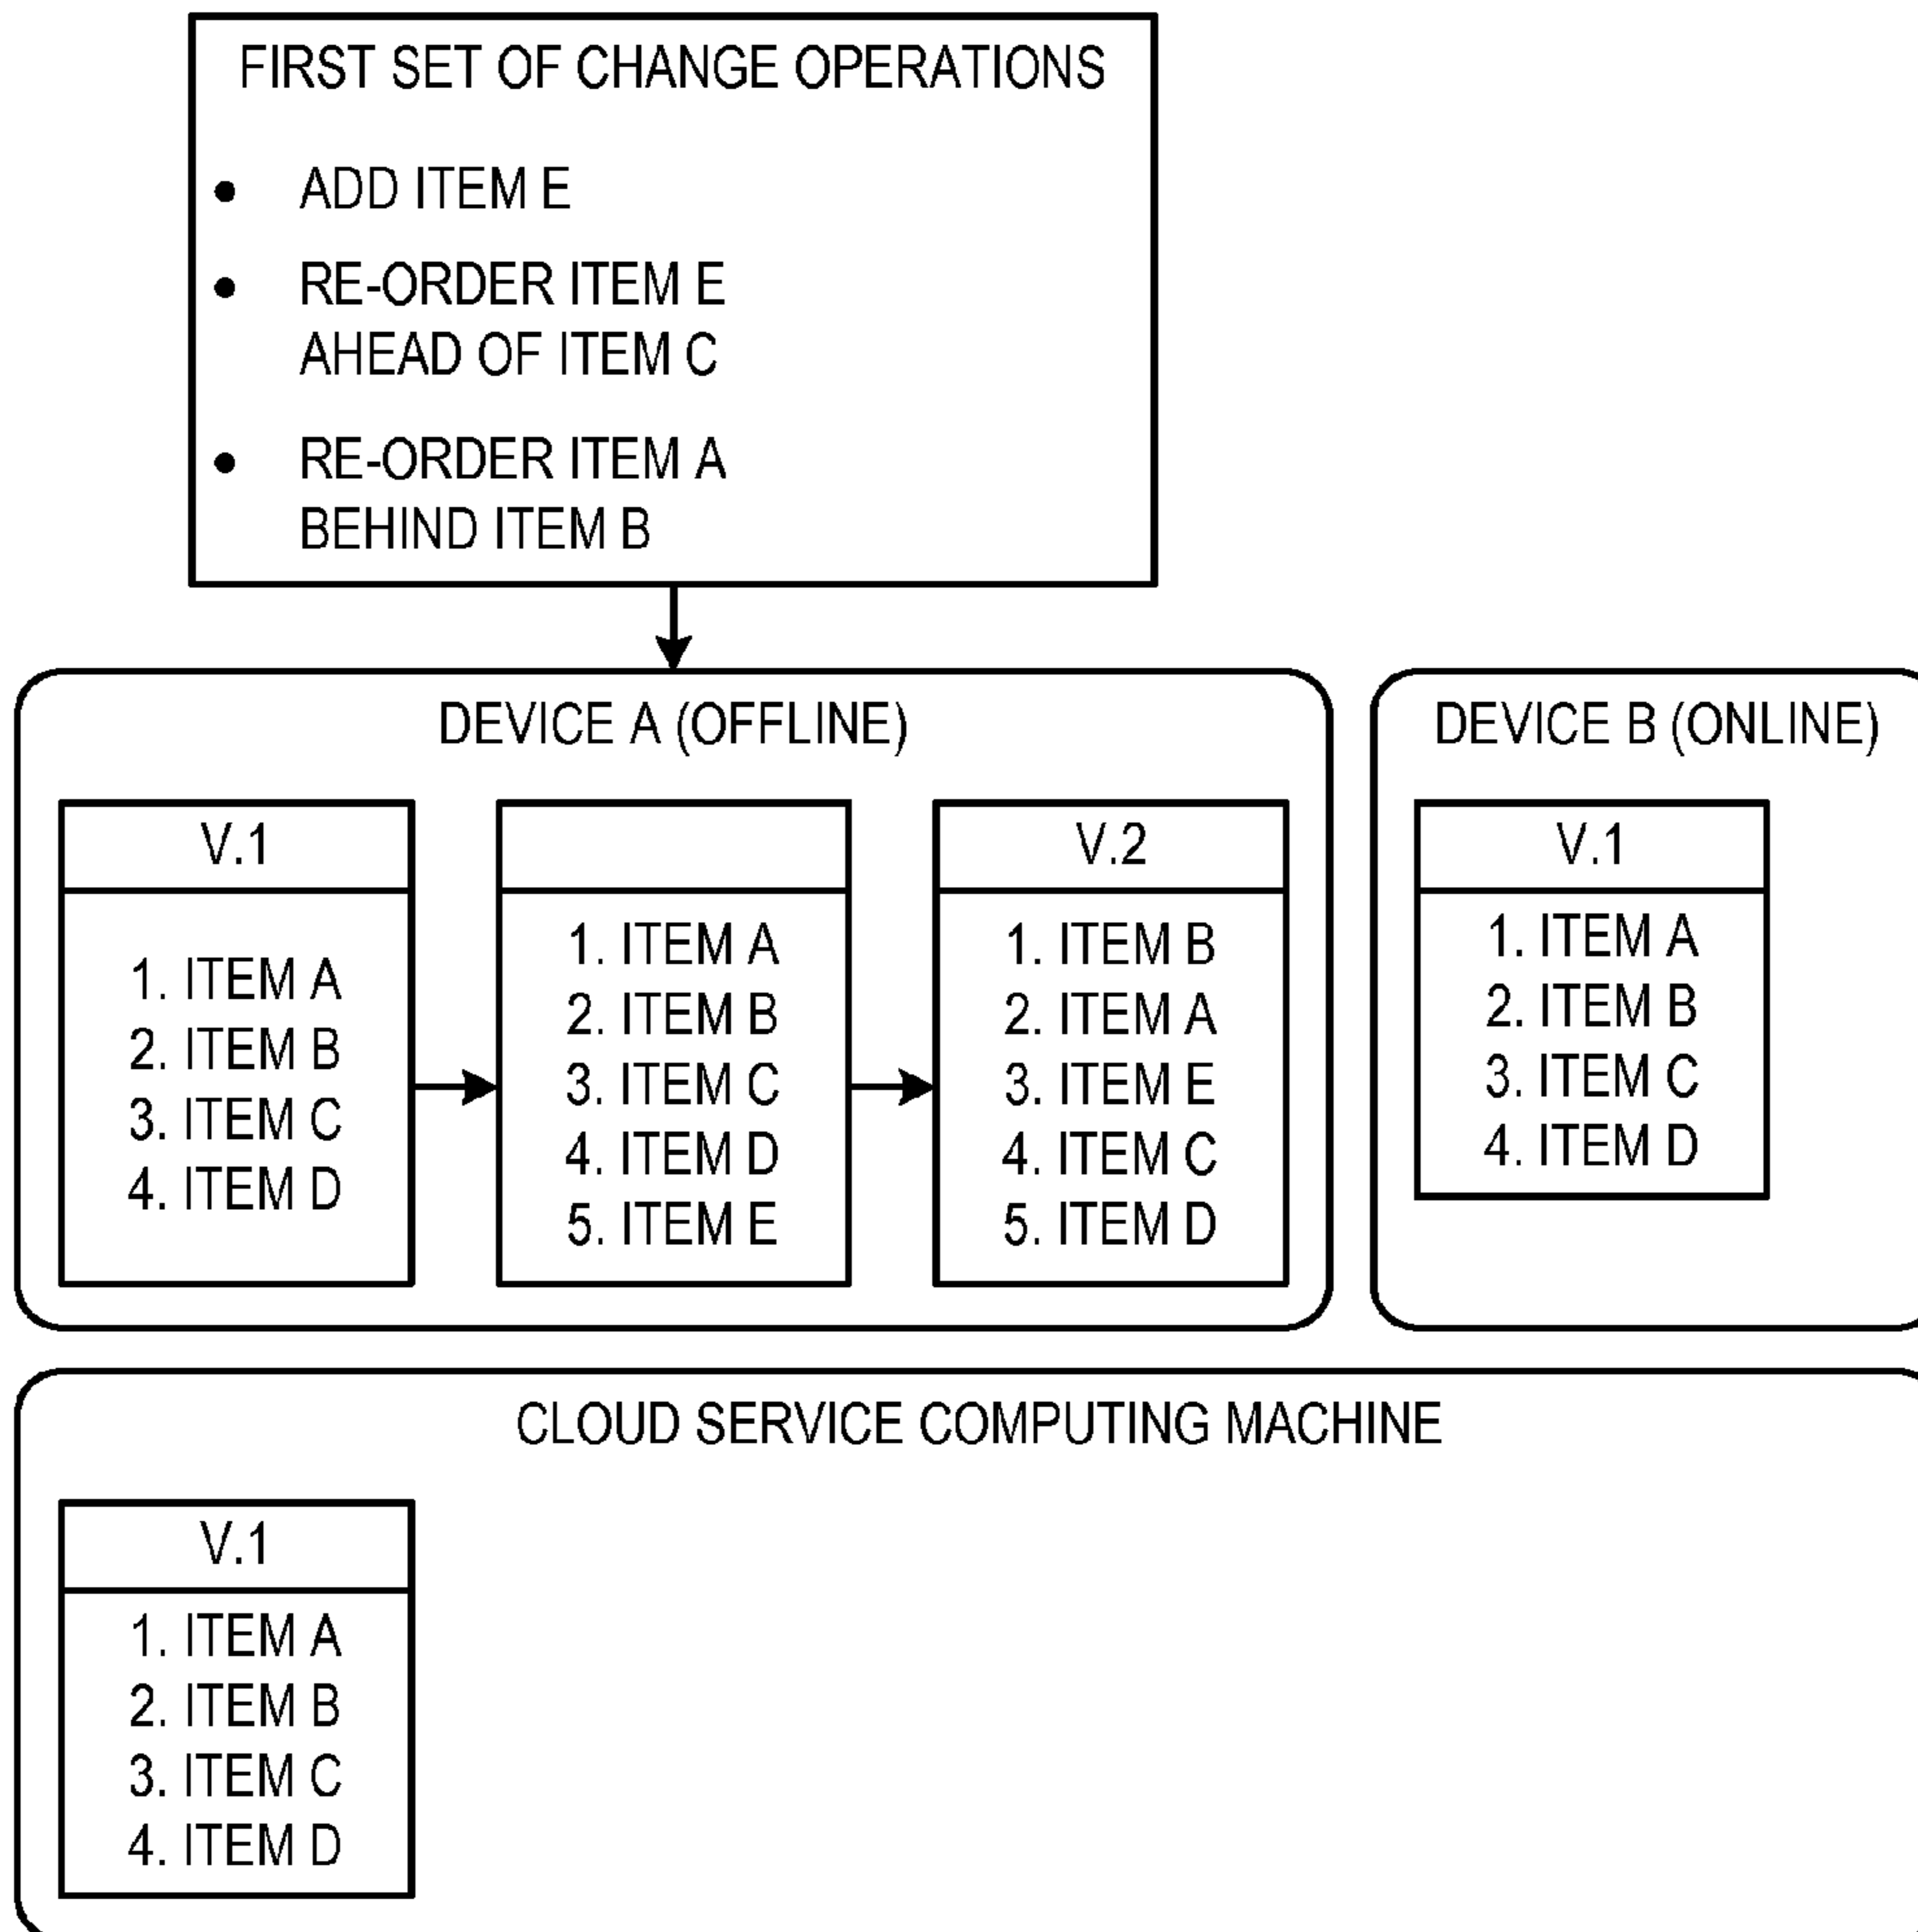 FIRST SET OF CHANGE OPERATIONS
• ADD ITEM E
• RE-ORDER ITEM E
AHEAD OF ITEM C
• RE-ORDER ITEM A
BEHIND ITEM B
DEVICE A (OFFLINE)
V.1
1. ITEM A
2. ITEM B
3. ITEM C
4. ITEM D
1. ITEM A
2. ITEM B
3. ITEM C
4. ITEM D
5. ITEM E
V.2
1. ITEM B
2. ITEM A
3. ITEM E
4. ITEM C
5. ITEM D
DEVICE B (ONLINE)
V.1
1. ITEM A
2. ITEM B
3. ITEM C
4. ITEM D
CLOUD SERVICE COMPUTING MACHINE
V.1
1. ITEM A
2. ITEM B
3. ITEM C
4. ITEM D